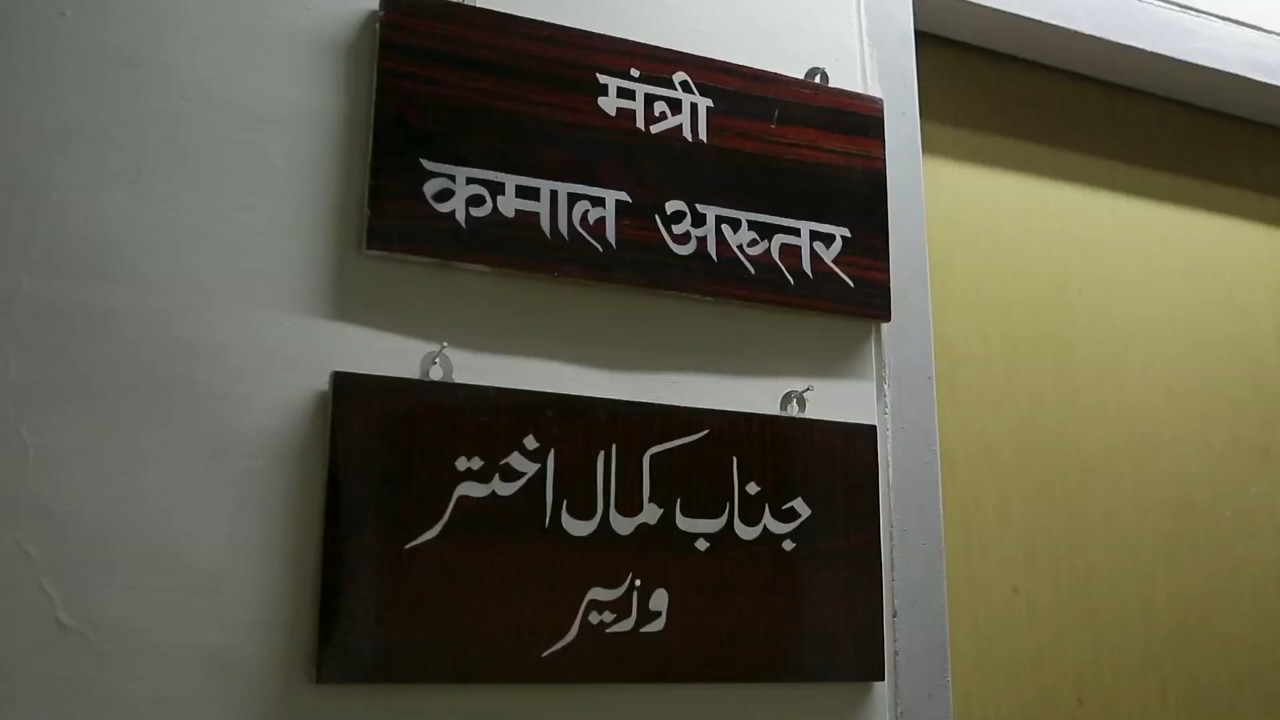 मंत्री
कमाल अख्तर
جناب کمال اختر
وزیر